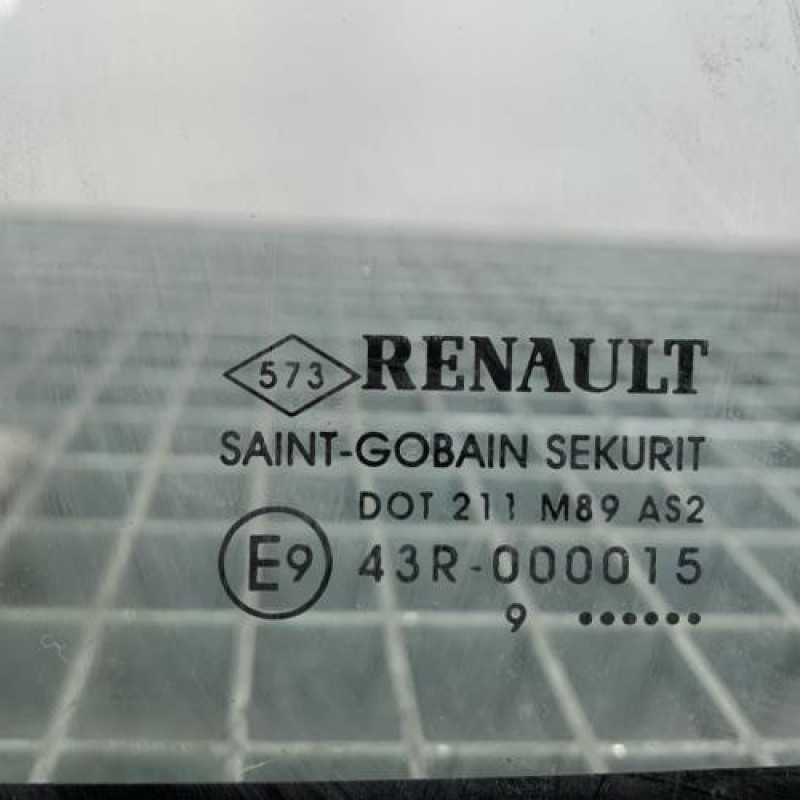 573 RENAULT
SAINT-GOBAIN SEKURIT
DOT 211 M89 AS2
E9 43R-000015
9 ••••••